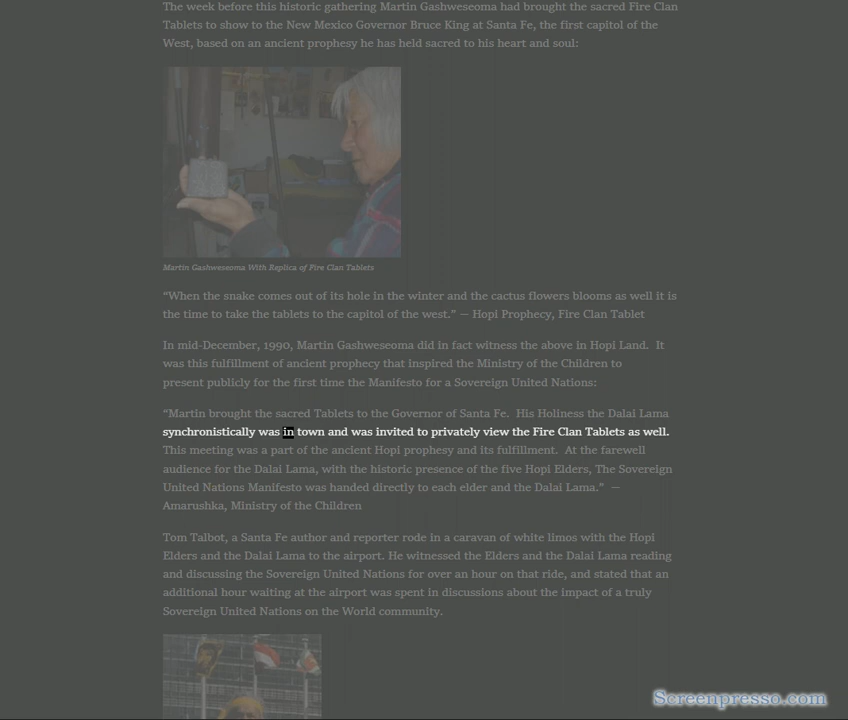 The week before this historic gathering Martin Gashweseoma had brought the sacred Fire Clan
Tablets to show to the New Mexico Governor Bruce King at Santa Fe, the first capitol of the
West, based on an ancient prophesy he has held sacred to his heart and soul:
Martin Gashweseoma With Replica of Fire Clan Tablets
“When the snake comes out of its hole in the winter and the cactus flowers blooms as well it is
the time to take the tablets to the capitol of the west.” — Hopi Prophecy, Fire Clan Tablet
In mid-December, 1990, Martin Gashweseoma did in fact witness the above in Hopi Land. It
was this fulfillment of ancient prophecy that inspired the Ministry of the Children to
present publicly for the first time the Manifesto for a Sovereign United Nations:
“Martin brought the sacred Tablets to the Governor of Santa Fe. His Holiness the Dalai Lama
synchronistically was in town and was invited to privately view the Fire Clan Tablets as well.
This meeting was a part of the ancient Hopi prophecy and its fulfillment. At the farewell
audience for the Dalai Lama, with the historic presence of the five Hopi Elders, The Sovereign
United Nations Manifesto was handed directly to each elder and the Dalai Lama.” —
Amarushka, Ministry of the Children
Tom Talbot, a Santa Fe author and reporter rode in a caravan of white limos with the Hopi
Elders and the Dalai Lama to the airport. He witnessed the Elders and the Dalai Lama reading
and discussing the Sovereign United Nations for over an hour on that ride, and stated that an
additional hour waiting at the airport was spent in discussions about the impact of a truly
Sovereign United Nations on the World community.
Screenpresso.com